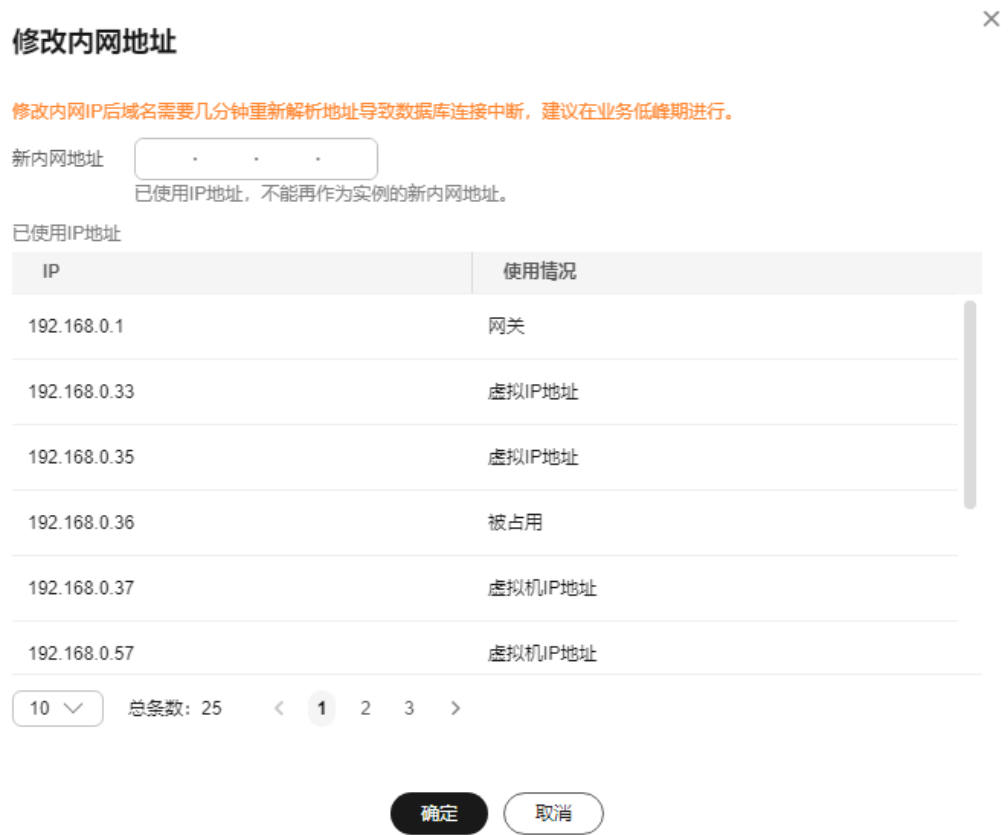 修改内网地址
修改内网IP后域名需要几分钟重新解析地址导致数据库连接中断，建议在业务低峰期进行。
新内网地址 . . .
已使用IP地址，不能再作为实例的新内网地址。
已使用IP地址
IP 使用情况
192.168.0.1 网关
192.168.0.33 虚拟IP地址
192.168.0.35 虚拟IP地址
192.168.0.36 被占用
192.168.0.37 虚拟机IP地址
192.168.0.57 虚拟机IP地址
10 总条数：25 1 2 3
确定 取消